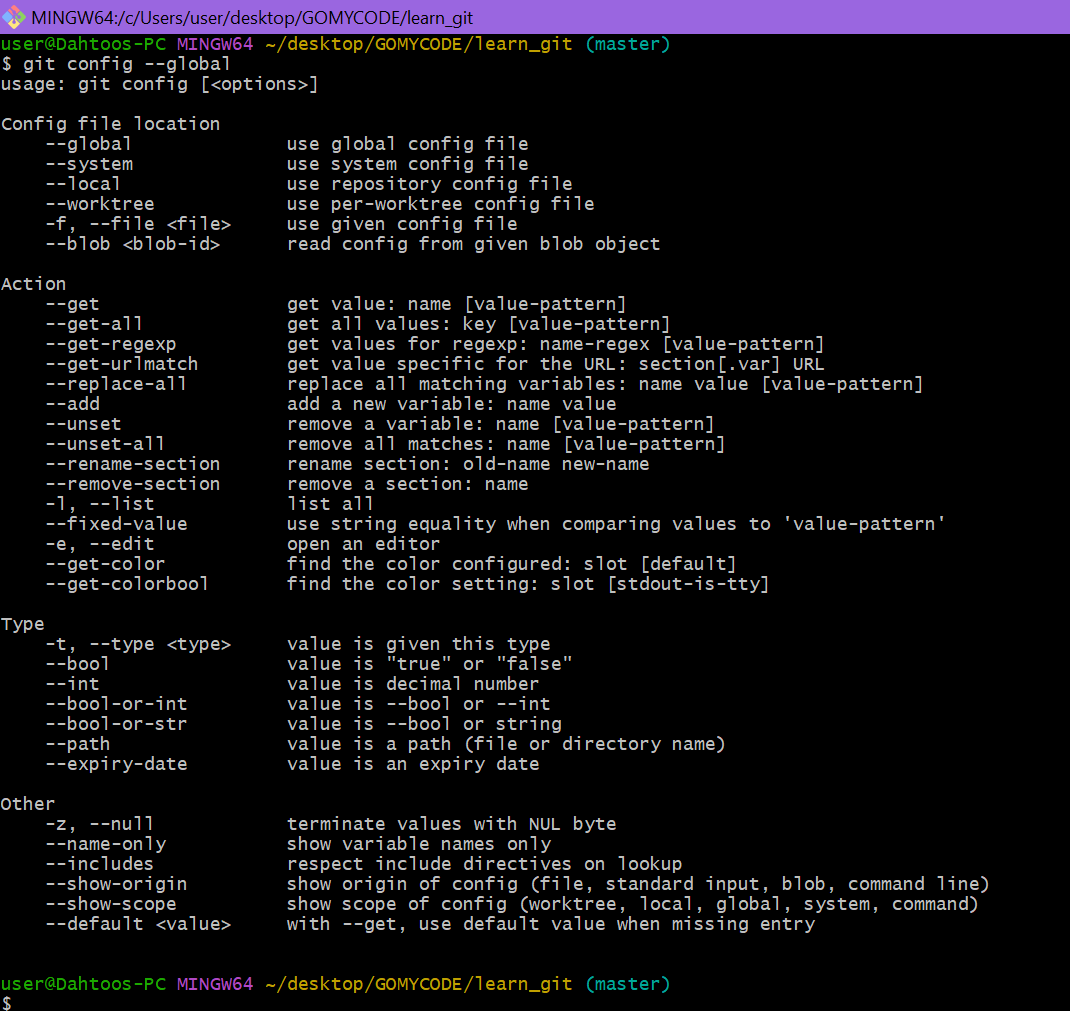 MINGW64:/c/Users/user/desktop/GOMYCODE/learn_git
user@Dahtoos-PC MINGW64 ~/desktop/GOMYCODE/learn_git (master)
$ git config --global
usage: git config [<options>]

Config file location
    --global              use global config file
    --system              use system config file
    --local               use repository config file
    --worktree            use per-worktree config file
    -f, --file <file>     use given config file
    --blob <blob-id>      read config from given blob object

Action
    --get                 get value: name [value-pattern]
    --get-all             get all values: key [value-pattern]
    --get-regexp          get values for regexp: name-regex [value-pattern]
    --get-urlmatch        get value specific for the URL: section[.var] URL
    --replace-all         replace all matching variables: name value [value-pattern]
    --add                 add a new variable: name value
    --unset               remove a variable: name [value-pattern]
    --unset-all           remove all matches: name [value-pattern]
    --rename-section      rename section: old-name new-name
    --remove-section      remove a section: name
    -l, --list            list all
    --fixed-value         use string equality when comparing values to 'value-pattern'
    -e, --edit            open an editor
    --get-color           find the color configured: slot [default]
    --get-colorbool       find the color setting: slot [stdout-is-tty]

Type
    -t, --type <type>     value is given this type
    --bool                value is "true" or "false"
    --int                 value is decimal number
    --bool-or-int         value is --bool or --int
    --bool-or-str         value is --bool or string
    --path                value is a path (file or directory name)
    --expiry-date         value is an expiry date

Other
    -z, --null            terminate values with NUL byte
    --name-only           show variable names only
    --includes            respect include directives on lookup
    --show-origin         show origin of config (file, standard input, blob, command line)
    --show-scope          show scope of config (worktree, local, global, system, command)
    --default <value>     with --get, use default value when missing entry

user@Dahtoos-PC MINGW64 ~/desktop/GOMYCODE/learn_git (master)
$